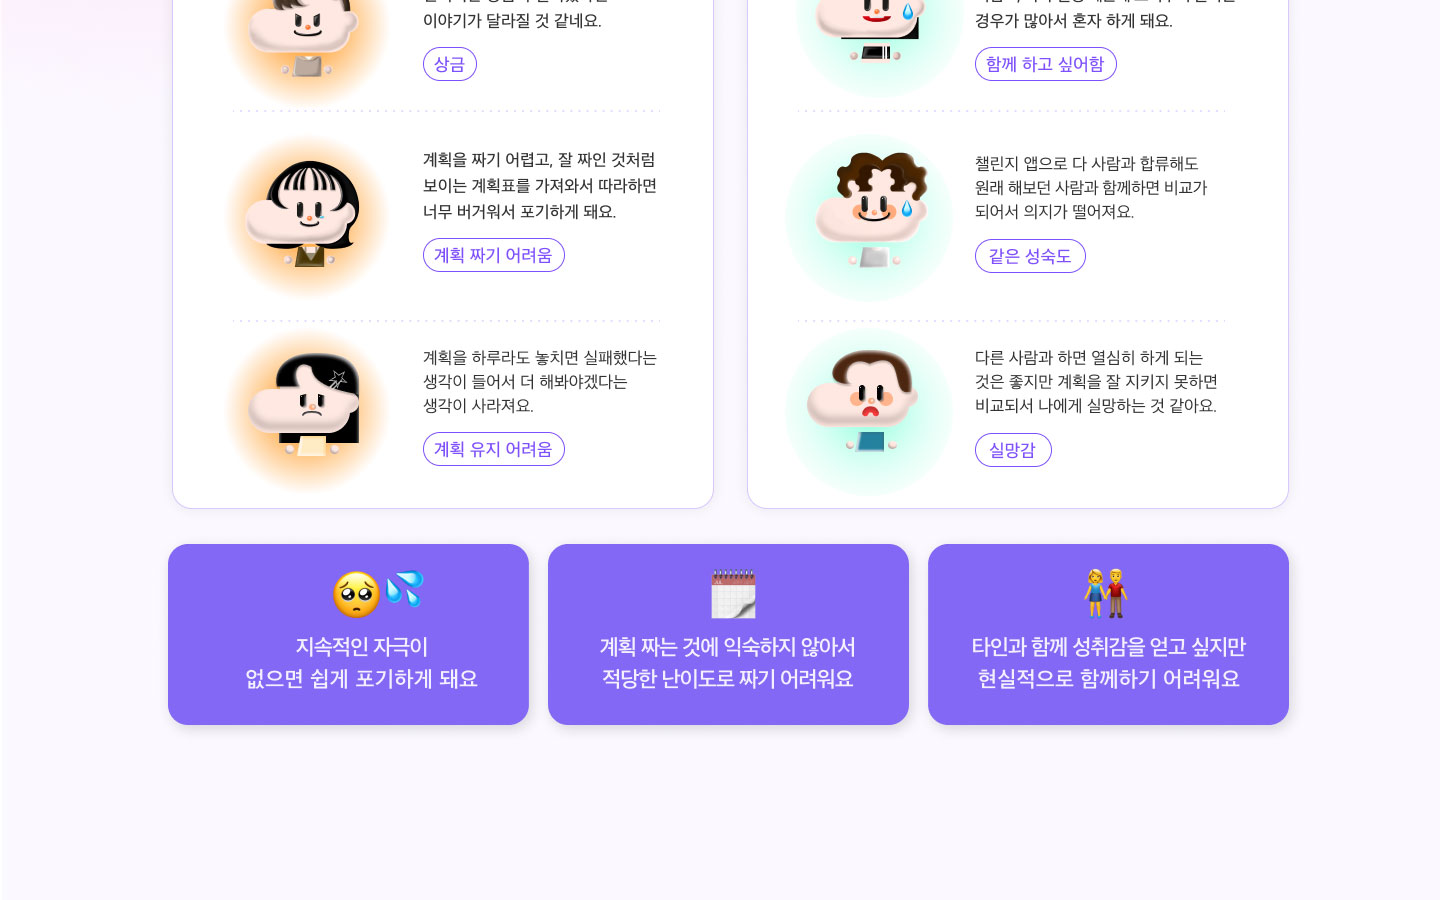 이야기가 달라질 것 같네요.
상금
계획을 짜기 어렵고, 잘 짜인 것처럼
보이는 계획표를 가져와서 따라하면
너무 버거워서 포기하게 돼요.
계획 짜기 어려움
계획을 하루라도 놓치면 실패했다는
생각이 들어서 더 해봐야겠다는
생각이 사라져요.
계획 유지 어려움
경우가 많아서 혼자 하게 돼요.
함께 하고 싶어함
챌린지 앱으로 다 사람과 합류해도
원래 해보던 사람과 함께하면 비교가
되어서 의지가 떨어져요.
같은 성숙도
다른 사람과 하면 열심히 하게 되는
것은 좋지만 계획을 잘 지키지 못하면
비교되서 나에게 실망하는 것 같아요.
실망감
지속적인 자극이
없으면 쉽게 포기하게 돼요
계획 짜는 것에 익숙하지 않아서
적당한 난이도로 짜기 어려워요
타인과 함께 성취감을 얻고 싶지만
현실적으로 함께하기 어려워요